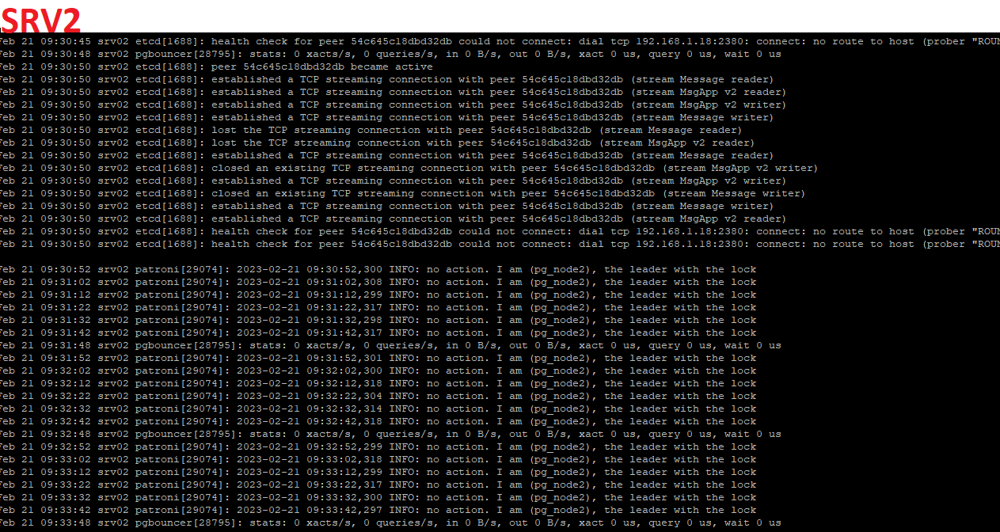 SRV2
Feb 21 09:30:45 srv02 etcd[1688]: health check for peer 54c645c18dbd32db could not connect: dial tcp 192.168.1.18:2380: connect: no route to host (prober "ROUN
Feb 21 09:30:48 srv02 pgbouncer[28795]: stats: 0 xacts/s, 0 queries/s, in 0 B/s, out 0 B/s, xact 0 us, query 0 us, wait 0 us
Feb 21 09:30:50 srv02 etcd[1688]: peer 54c645c18dbd32db became active
Feb 21 09:30:50 srv02 etcd[1688]: established a TCP streaming connection with peer 54c645c18dbd32db (stream Message reader)
Feb 21 09:30:50 srv02 etcd[1688]: established a TCP streaming connection with peer 54c645c18dbd32db (stream MsgApp v2 reader)
Feb 21 09:30:50 srv02 etcd[1688]: established a TCP streaming connection with peer 54c645c18dbd32db (stream MsgApp v2 writer)
Feb 21 09:30:50 srv02 etcd[1688]: established a TCP streaming connection with peer 54c645c18dbd32db (stream Message writer)
Feb 21 09:30:50 srv02 etcd[1688]: lost the TCP streaming connection with peer 54c645c18dbd32db (stream Message reader)
Feb 21 09:30:50 srv02 etcd[1688]: lost the TCP streaming connection with peer 54c645c18dbd32db (stream MsgApp v2 reader)
Feb 21 09:30:50 srv02 etcd[1688]: established a TCP streaming connection with peer 54c645c18dbd32db (stream Message reader)
Feb 21 09:30:50 srv02 etcd[1688]: closed an existing TCP streaming connection with peer 54c645c18dbd32db (stream MsgApp v2 writer)
Feb 21 09:30:50 srv02 etcd[1688]: established a TCP streaming connection with peer 54c645c18dbd32db (stream MsgApp v2 writer)
Feb 21 09:30:50 srv02 etcd[1688]: closed an existing TCP streaming connection with peer 54c645c18dbd32db (stream Message writer)
Feb 21 09:30:50 srv02 etcd[1688]: established a TCP streaming connection with peer 54c645c18dbd32db (stream Message writer)
Feb 21 09:30:50 srv02 etcd[1688]: established a TCP streaming connection with peer 54c645c18dbd32db (stream MsgApp v2 reader)
Feb 21 09:30:50 srv02 etcd[1688]: health check for peer 54c645c18dbd32db could not connect: dial tcp 192.168.1.18:2380: connect: no route to host (prober "ROUN
Feb 21 09:30:50 srv02 etcd[1688]: health check for peer 54c645c18dbd32db could not connect: dial tcp 192.168.1.18:2380: connect: no route to host (prober "ROUN
Feb 21 09:30:52 srv02 patroni[29074]: 2023-02-21 09:30:52,300 INFO: no action. I am (pg_node2), the leader with the lock
Feb 21 09:31:02 srv02 patroni[29074]: 2023-02-21 09:31:02,308 INFO: no action. I am (pg_node2), the leader with the lock
Feb 21 09:31:12 srv02 patroni[29074]: 2023-02-21 09:31:12,299 INFO: no action. I am (pg_node2), the leader with the lock
Feb 21 09:31:22 srv02 patroni[29074]: 2023-02-21 09:31:22,317 INFO: no action. I am (pg_node2), the leader with the lock
Feb 21 09:31:32 srv02 patroni[29074]: 2023-02-21 09:31:32,298 INFO: no action. I am (pg_node2), the leader with the lock
Feb 21 09:31:42 srv02 patroni[29074]: 2023-02-21 09:31:42,317 INFO: no action. I am (pg_node2), the leader with the lock
Feb 21 09:31:48 srv02 pgbouncer[28795]: stats: 0 xacts/s, 0 queries/s, in 0 B/s, out 0 B/s, xact 0 us, query 0 us, wait 0 us
Feb 21 09:31:52 srv02 patroni[29074]: 2023-02-21 09:31:52,301 INFO: no action. I am (pg_node2), the leader with the lock
Feb 21 09:32:02 srv02 patroni[29074]: 2023-02-21 09:32:02,300 INFO: no action. I am (pg_node2), the leader with the lock
Feb 21 09:32:12 srv02 patroni[29074]: 2023-02-21 09:32:12,318 INFO: no action. I am (pg_node2), the leader with the lock
Feb 21 09:32:22 srv02 patroni[29074]: 2023-02-21 09:32:22,304 INFO: no action. I am (pg_node2), the leader with the lock
Feb 21 09:32:32 srv02 patroni[29074]: 2023-02-21 09:32:32,314 INFO: no action. I am (pg_node2), the leader with the lock
Feb 21 09:32:42 srv02 patroni[29074]: 2023-02-21 09:32:42,318 INFO: no action. I am (pg_node2), the leader with the lock
Feb 21 09:32:48 srv02 pgbouncer[28795]: stats: 0 xacts/s, 0 queries/s, in 0 B/s, out 0 B/s, xact 0 us, query 0 us, wait 0 us
Feb 21 09:32:52 srv02 patroni[29074]: 2023-02-21 09:32:52,299 INFO: no action. I am (pg_node2), the leader with the lock
Feb 21 09:33:02 srv02 patroni[29074]: 2023-02-21 09:33:02,318 INFO: no action. I am (pg_node2), the leader with the lock
Feb 21 09:33:12 srv02 patroni[29074]: 2023-02-21 09:33:12,299 INFO: no action. I am (pg_node2), the leader with the lock
Feb 21 09:33:22 srv02 patroni[29074]: 2023-02-21 09:33:22,317 INFO: no action. I am (pg_node2), the leader with the lock
Feb 21 09:33:32 srv02 patroni[29074]: 2023-02-21 09:33:32,300 INFO: no action. I am (pg_node2), the leader with the lock
Feb 21 09:33:42 srv02 patroni[29074]: 2023-02-21 09:33:42,297 INFO: no action. I am (pg_node2), the leader with the lock
Feb 21 09:33:48 srv02 pgbouncer[28795]: stats: 0 xacts/s, 0 queries/s, in 0 B/s, out 0 B/s, xact 0 us, query 0 us, wait 0 us